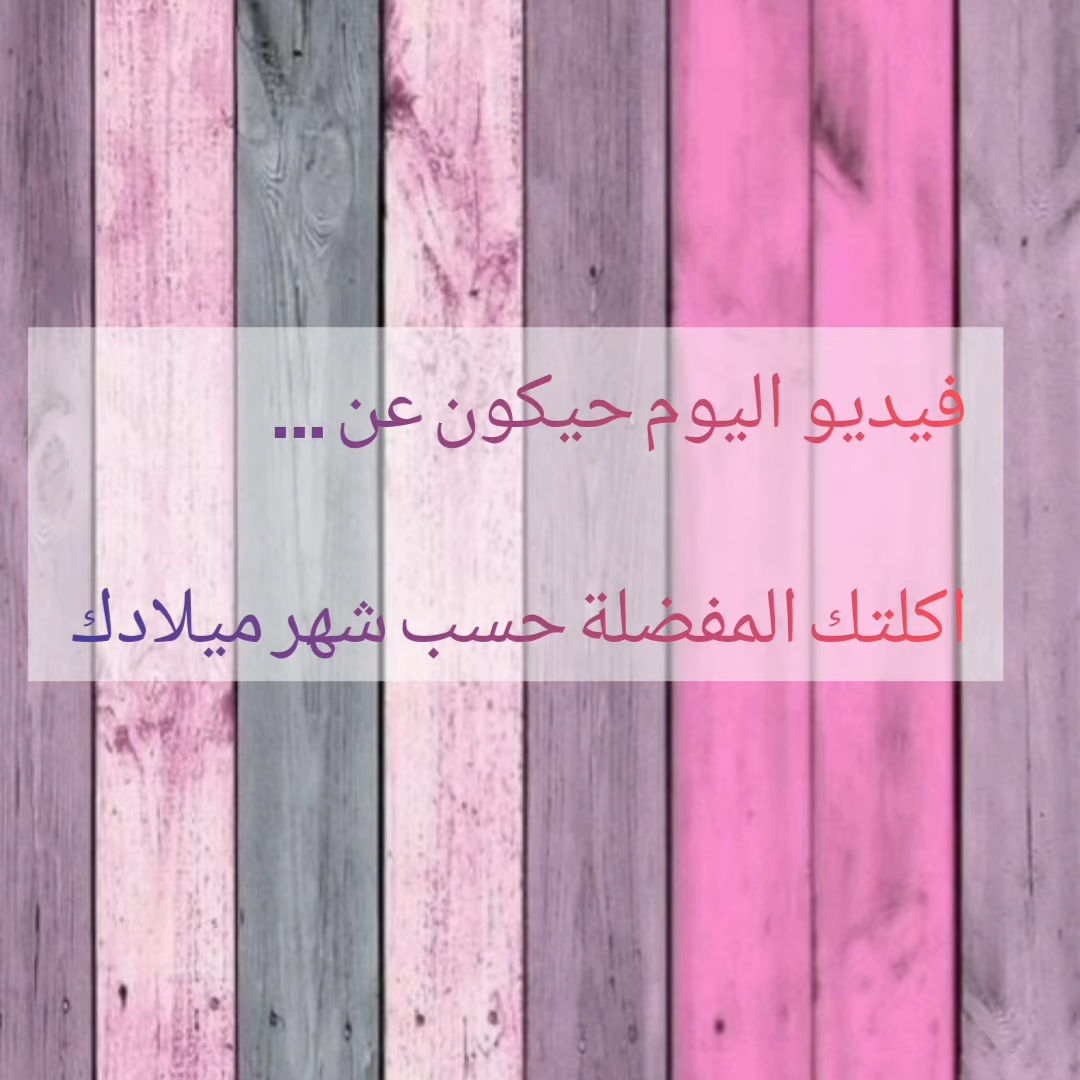 فيديو اليوم حيكون عن ...
اكلتك المفضلة حسب شهر ميلادك